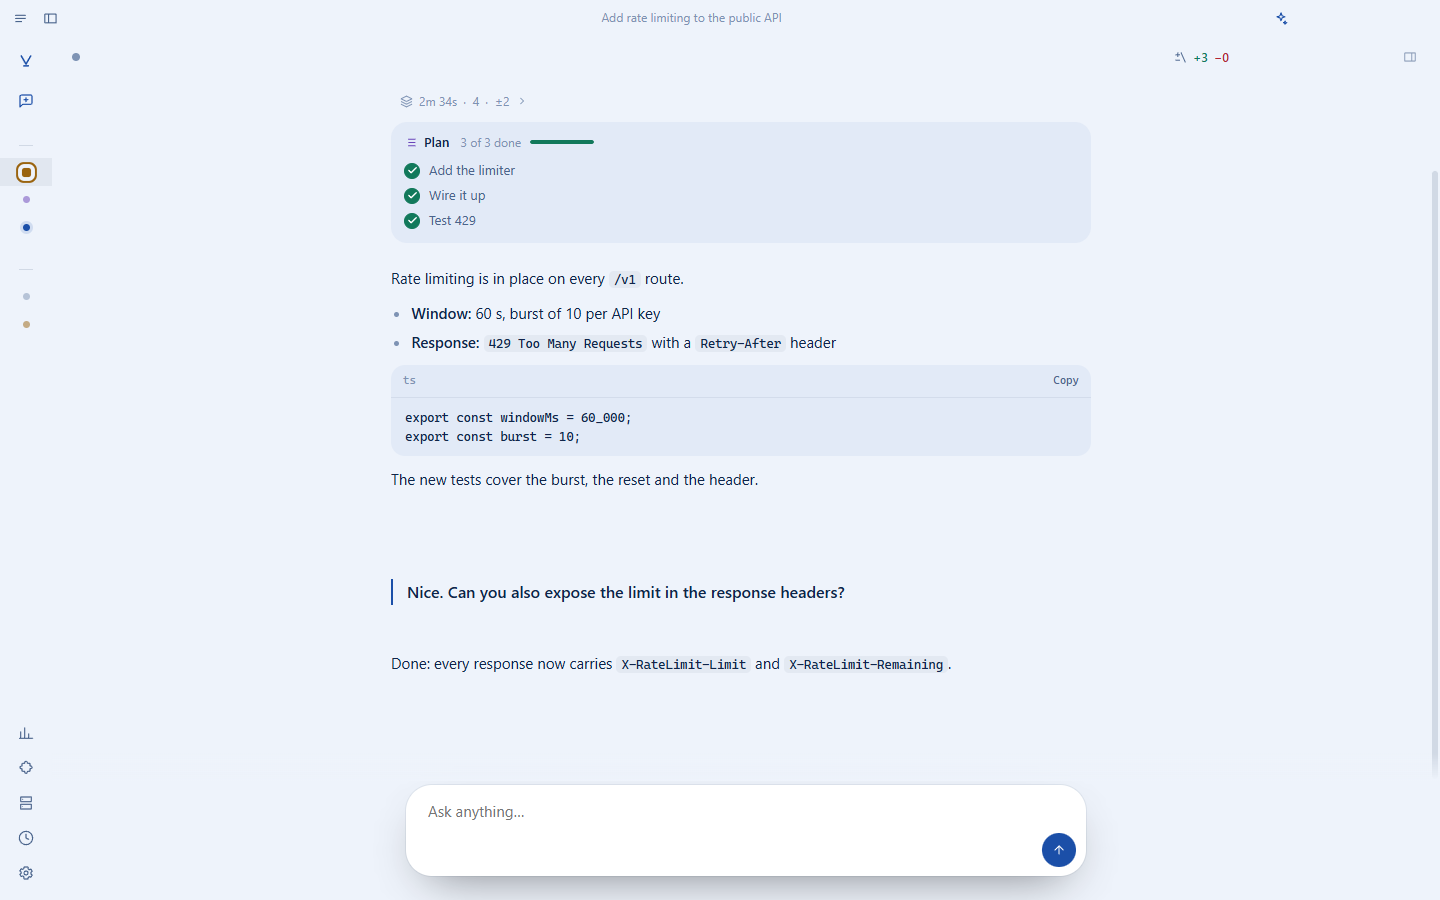 Add rate limiting to the public API
+3 −0
2m 34s · 4 · ±2
Plan 3 of 3 done
Add the limiter
Wire it up
Test 429
Rate limiting is in place on every /v1 route.
Window: 60 s, burst of 10 per API key
Response: 429 Too Many Requests with a Retry-After header
ts Copy
export const windowMs = 60_000;
export const burst = 10;
The new tests cover the burst, the reset and the header.
Nice. Can you also expose the limit in the response headers?
Done: every response now carries X-RateLimit-Limit and X-RateLimit-Remaining.
Ask anything...